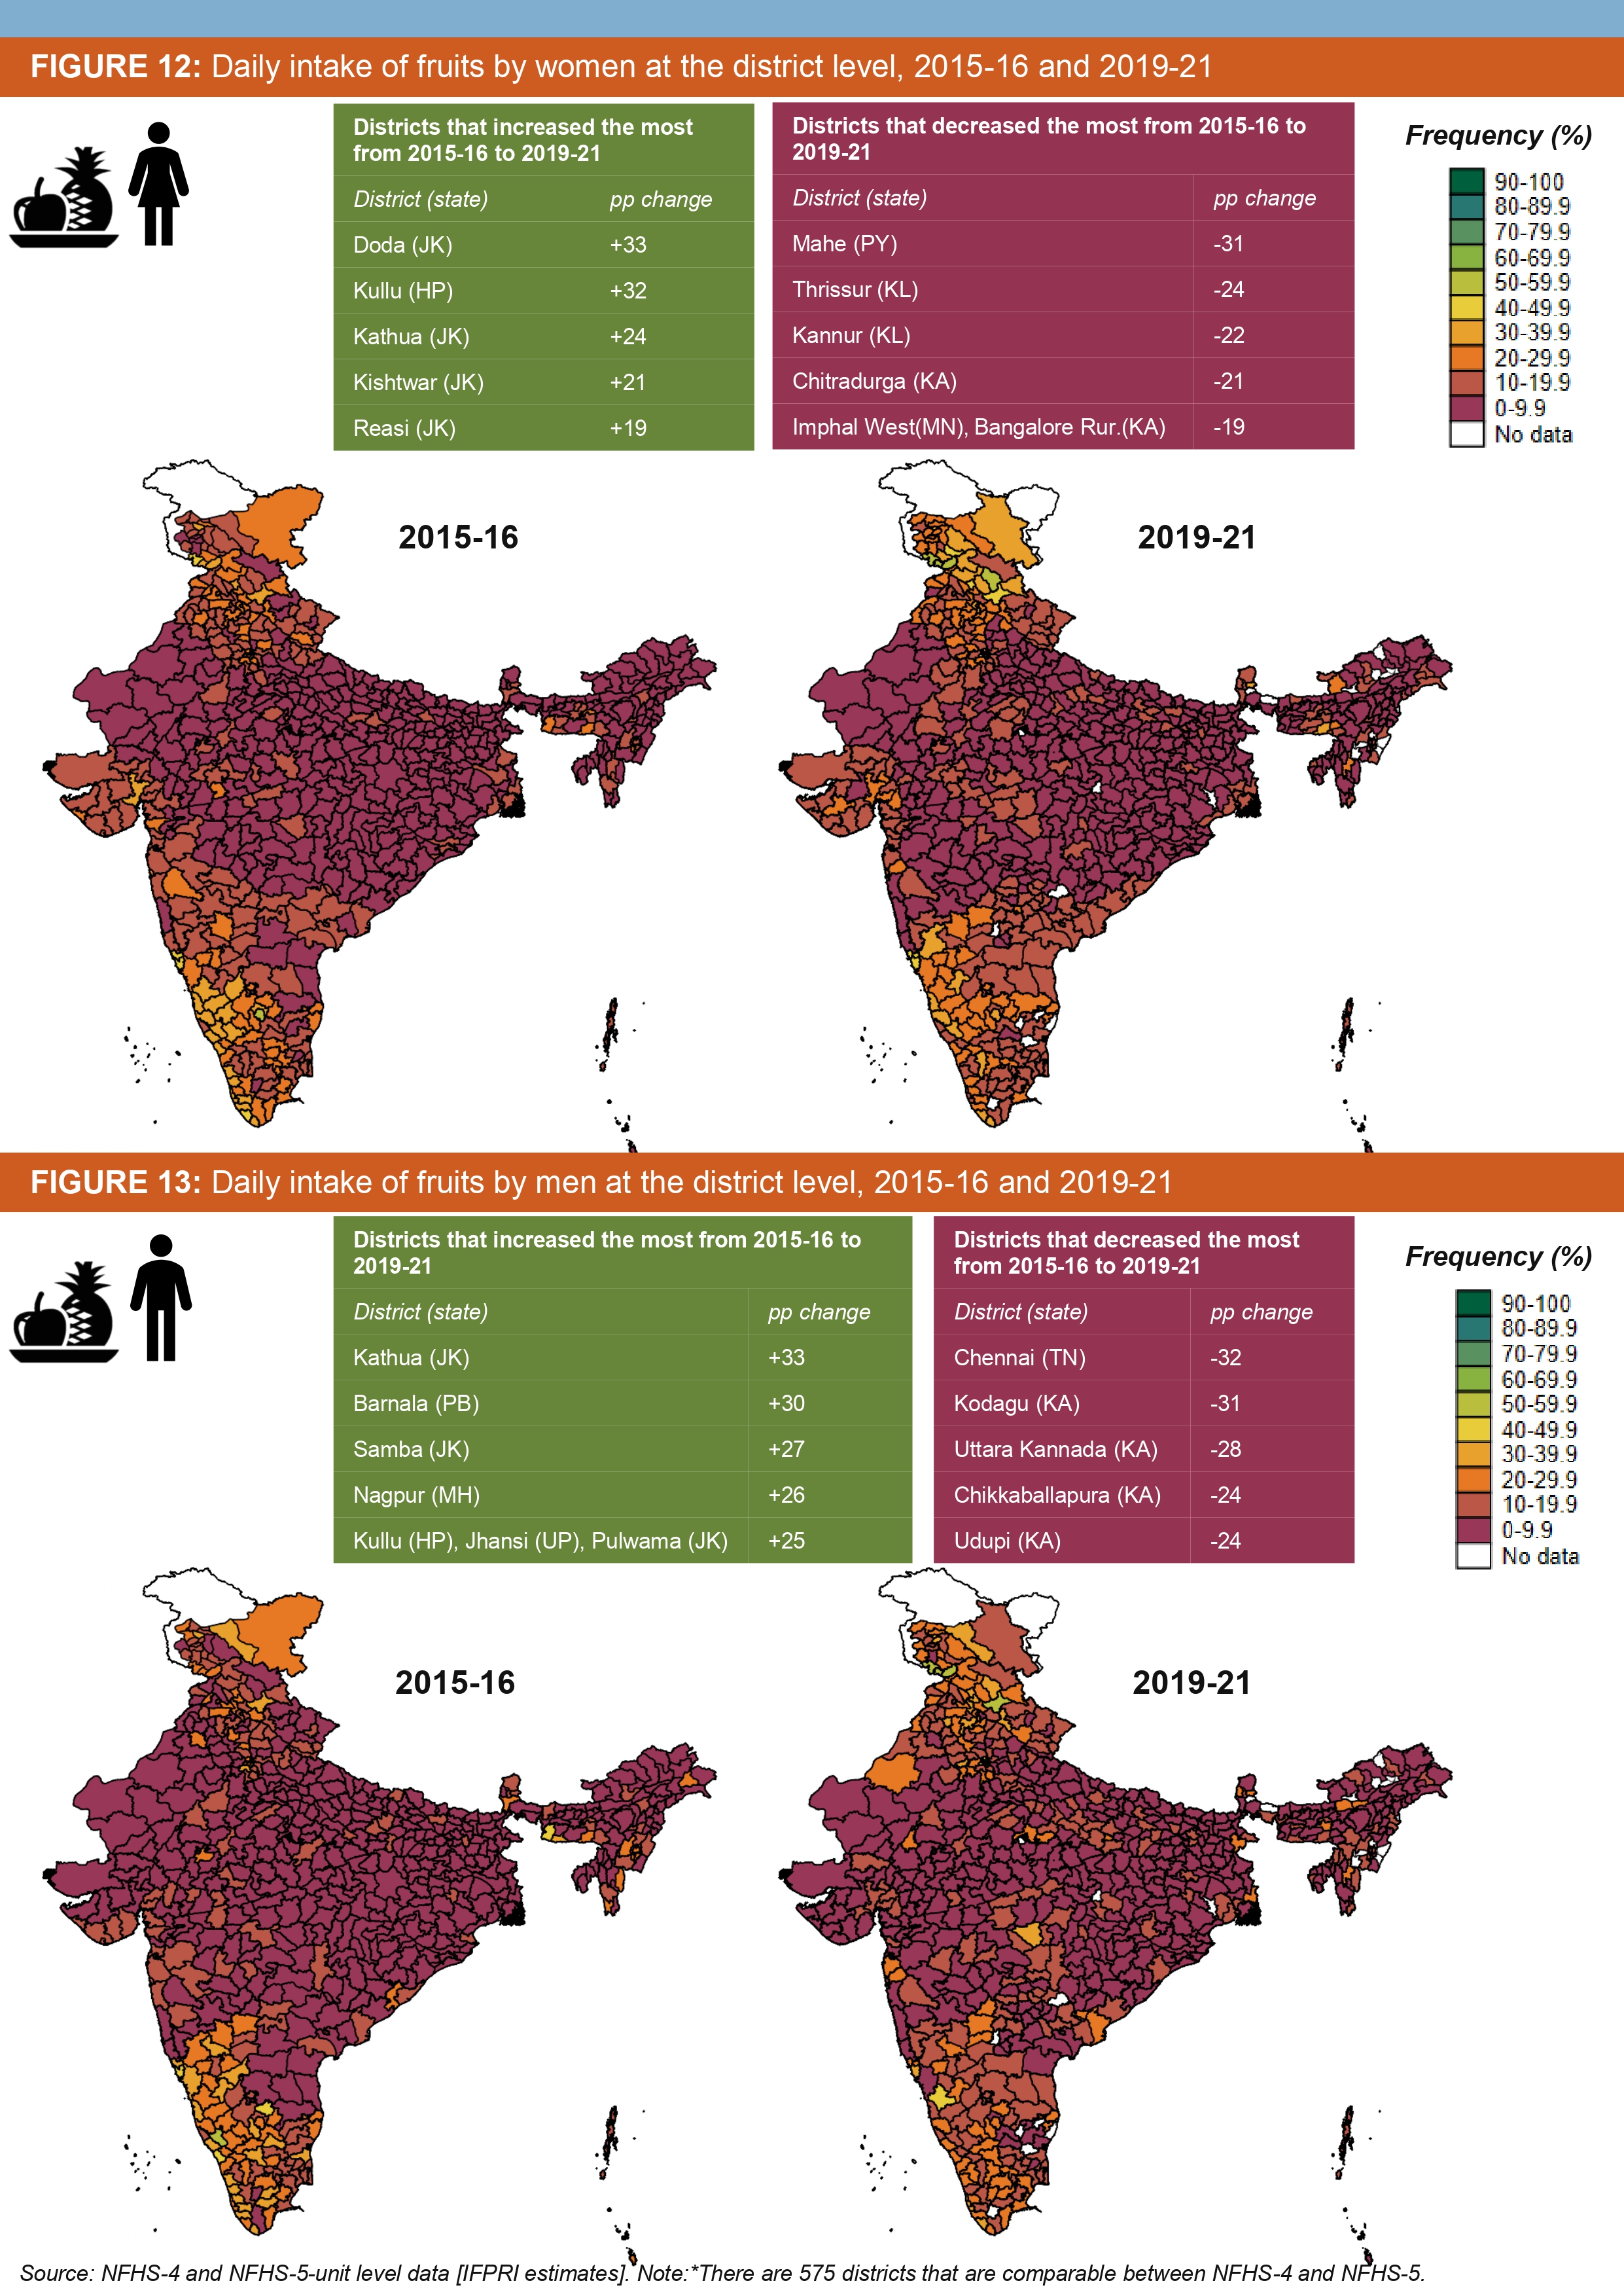 FIGURE 12: Daily intake of fruits by women at the district level, 2015-16 and 2019-21
Districts that increased the most
from 2015-16 to 2019-21
District (state) pp change
Doda (JK) +33
Kullu (HP) +32
Kathua (JK) +24
Kishtwar (JK) +21
Reasi (JK) +19
Districts that decreased the most from 2015-16 to
2019-21
District (state) pp change
Mahe (PY) -31
Thrissur (KL) -24
Kannur (KL) -22
Chitradurga (KA) -21
Imphal West(MN), Bangalore Rur.(KA) -19
Frequency (%)
90-100
80-89.9
70-79.9
60-69.9
50-59.9
40-49.9
30-39.9
20-29.9
10-19.9
0-9.9
No data
2015-16
2019-21
FIGURE 13: Daily intake of fruits by men at the district level, 2015-16 and 2019-21
Districts that increased the most from 2015-16 to
2019-21
District (state) pp change
Kathua (JK) +33
Barnala (PB) +30
Samba (JK) +27
Nagpur (MH) +26
Kullu (HP), Jhansi (UP), Pulwama (JK) +25
Districts that decreased the most
from 2015-16 to 2019-21
District (state) pp change
Chennai (TN) -32
Kodagu (KA) -31
Uttara Kannada (KA) -28
Chikkaballapura (KA) -24
Udupi (KA) -24
Frequency (%)
90-100
80-89.9
70-79.9
60-69.9
50-59.9
40-49.9
30-39.9
20-29.9
10-19.9
0-9.9
No data
2015-16
2019-21
Source: NFHS-4 and NFHS-5-unit level data [IFPRI estimates]. Note:*There are 575 districts that are comparable between NFHS-4 and NFHS-5.